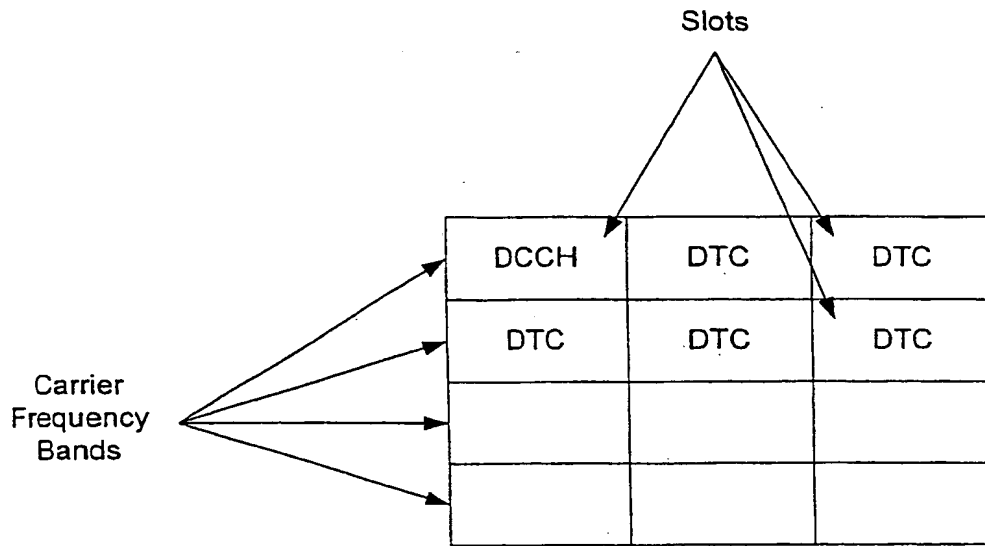 Slots
DCCH DTC DTC
DTC DTC DTC
Carrier
Frequency
Bands